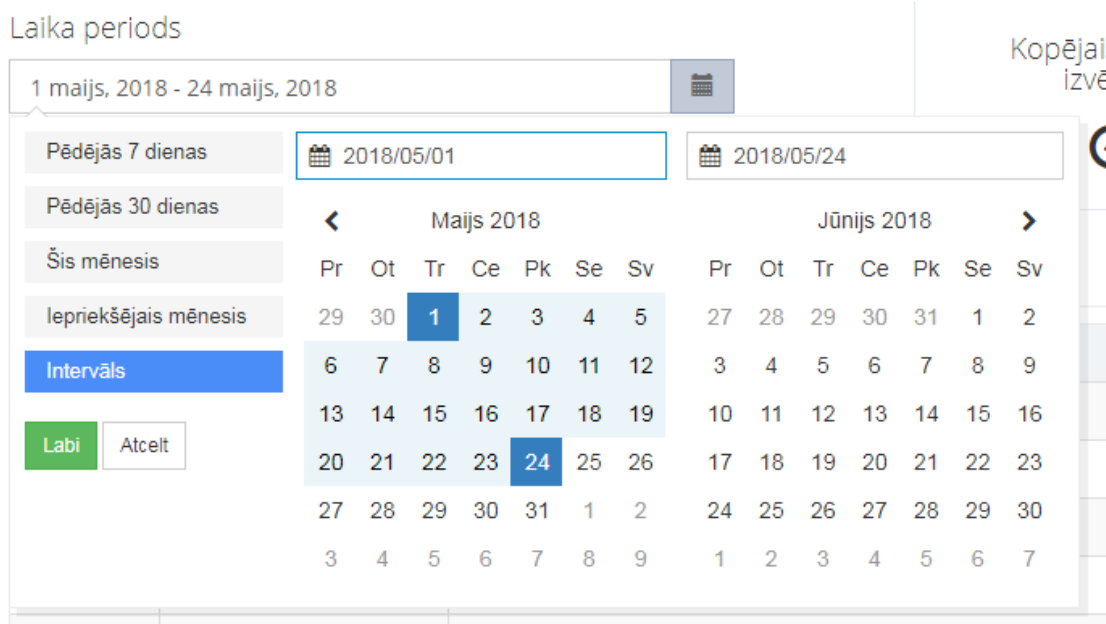 Laika periods
Kopējai
izvē
1 maijs, 2018 - 24 maijs, 2018
Pēdējās 7 dienas
Pēdējās 30 dienas
Šis mēnesis
Iepriekšējais mēnesis
Intervāls
Labi Atcelt
2018/05/01
Maijs 2018
Pr Ot Tr Ce Pk Se Sv
29 30 1 2 3 4 5
6 7 8 9 10 11 12
13 14 15 16 17 18 19
20 21 22 23 24 25 26
27 28 29 30 31 1 2
3 4 5 6 7 8 9
2018/05/24
Jūnijs 2018
Pr Ot Tr Ce Pk Se Sv
27 28 29 30 31 1 2
3 4 5 6 7 8 9
10 11 12 13 14 15 16
17 18 19 20 21 22 23
24 25 26 27 28 29 30
1 2 3 4 5 6 7